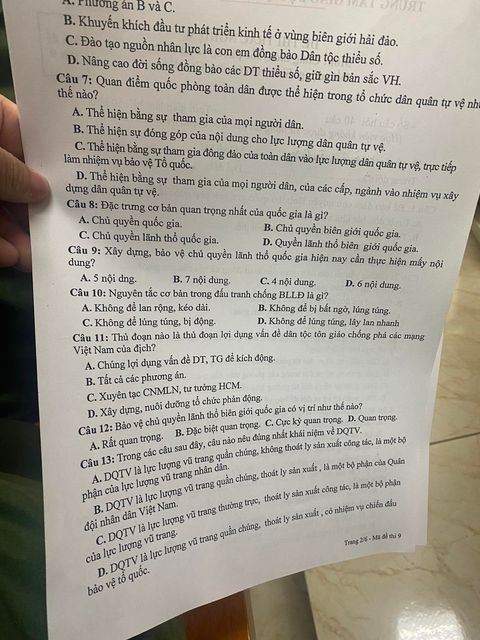 A. Phương án B và C.
B. Khuyến khích đầu tư phát triển kinh tế ở vùng biên giới hải đảo.
C. Đào tạo nguồn nhân lực là con em đồng bào Dân tộc thiểu số.
D. Nâng cao đời sống đồng bào các DT thiểu số, giữ gìn bản sắc VH.
Câu 7: Quan điểm quốc phòng toàn dân được thể hiện trong tổ chức dân quân tự vệ như
thế nào?
A. Thể hiện bằng sự tham gia của mọi người dân.
B. Thể hiện sự đóng góp của nội dung cho lực lượng dân quân tự vệ.
C. Thể hiện bằng sự tham gia đông đảo của toàn dân vào lực lượng dân quân tự vệ, trực tiếp
làm nhiệm vụ bảo vệ Tổ quốc.
D. Thể hiện bằng sự tham gia của mọi người dân, của các cấp, ngành vào nhiệm vụ xây
dựng dân quân tự vệ.
Câu 8: Đặc trưng cơ bản quan trọng nhất của quốc gia là gì?
A. Chủ quyền quốc gia. B. Chủ quyền biên giới quốc gia.
C. Chủ quyền lãnh thổ quốc gia. D. Quyền lãnh thổ biên giới quốc gia.
Câu 9: Xây dựng, bảo vệ chủ quyền lãnh thổ quốc gia hiện nay cần thực hiện mấy nội
dung?
A. 5 nội dng. B. 7 nội dung. C. 4 nội dung. D. 6 nội dung.
Câu 10: Nguyên tắc cơ bản trong đấu tranh chống BLLĐ là gì?
A. Không để lan rộng, kéo dài. B. Không để bị bất ngờ, lúng túng.
C. Không để lúng túng, bị động. D. Không để lúng túng, lây lan nhanh
Câu 11: Thủ đoạn nào là thủ đoạn lợi dụng vấn đề dân tộc tôn giáo chống phá các mạng
Việt Nam của địch?
A. Chúng lợi dụng vấn đề DT, TG để kích động.
B. Tất cả các phương án.
C. Xuyên tạc CNMLN, tư tưởng HCM.
D. Xây dựng, nuôi dưỡng tổ chức phản động.
Câu 12: Bảo vệ chủ quyền lãnh thổ biên giới quốc gia có vị trí như thế nào?
A. Rất quan trọng. B. Đặc biệt quan trọng. C. Cực kỳ quan trọng. D. Quan trọng.
Câu 13: Trong các câu sau đây, câu nào nêu đúng nhất khái niệm về DQTV.
A. DQTV là lực lượng vũ trang quần chúng, không thoát ly sản xuất công tác, là một bộ
phận của lực lượng vũ trang nhân dân.
B. DQTV là lực lượng vũ trang quần chúng, thoát ly sản xuất , là một bộ phận của Quân
đội nhân dân Việt Nam.
C. DQTV là lực lượng vũ trang thường trực, thoát ly sản xuất công tác, là một bộ phận
của lực lượng vũ trang.
D. DQTV là lực lượng vũ trang quần chúng, thoát ly sản xuất , có nhiệm vụ chiến đấu
bảo vệ tổ quốc.
Trang 2/6 - Mã đề thi 9